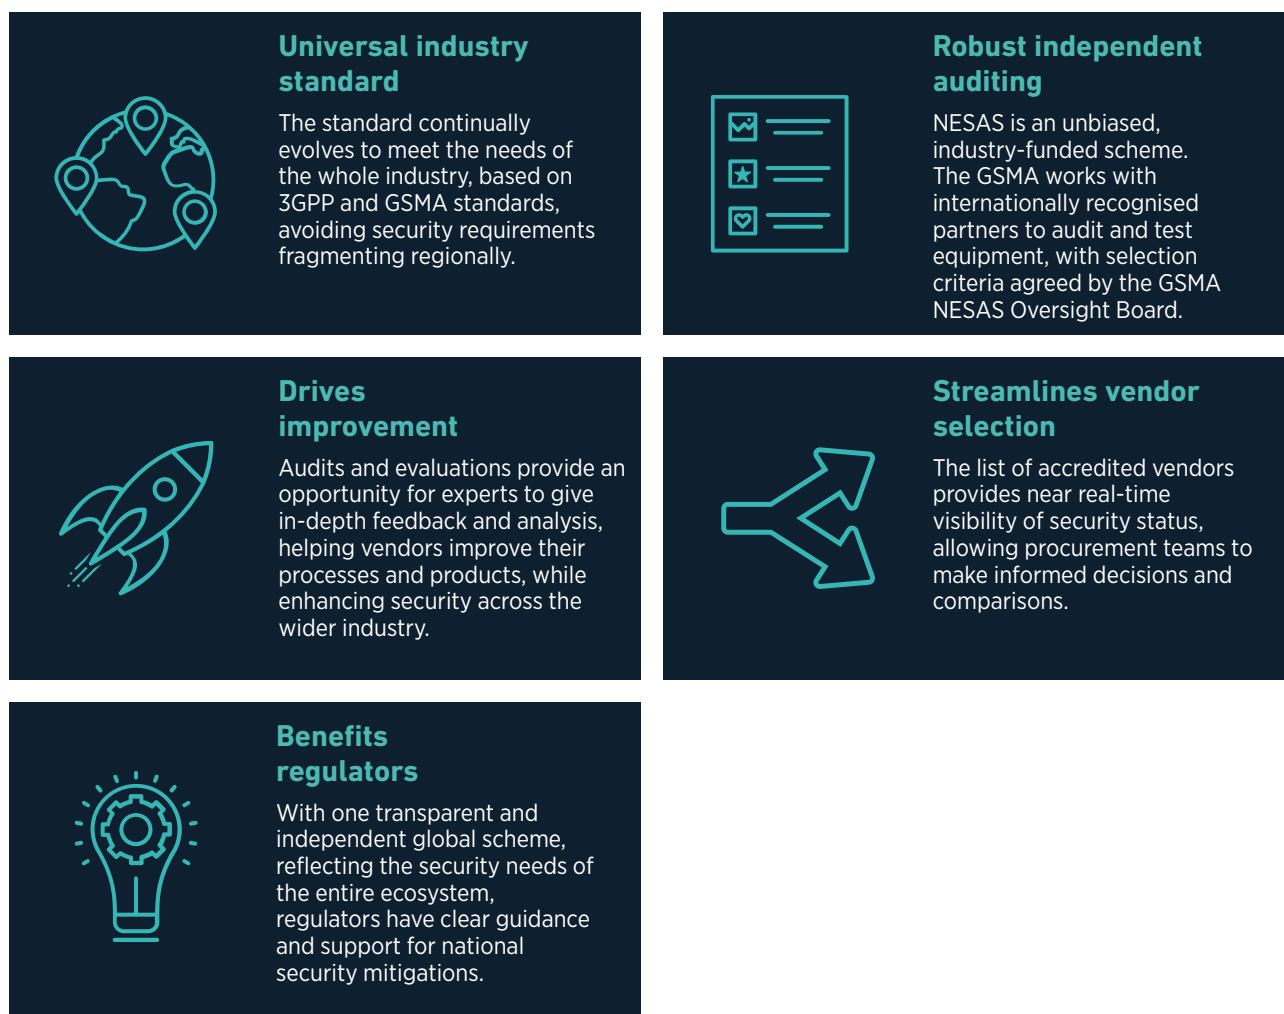 Universal industry
standard
The standard continually
evolves to meet the needs of
the whole industry, based on
3GPP and GSMA standards,
avoiding security requirements
fragmenting regionally.
Robust independent
auditing
NESAS is an unbiased,
industry-funded scheme.
The GSMA works with
internationally recognised
partners to audit and test
equipment, with selection
criteria agreed by the GSMA
NESAS Oversight Board.
Drives
improvement
Audits and evaluations provide an
opportunity for experts to give
in-depth feedback and analysis,
helping vendors improve their
processes and products, while
enhancing security across the
wider industry.
Streamlines vendor
selection
The list of accredited vendors
provides near real-time
visibility of security status,
allowing procurement teams to
make informed decisions and
comparisons.
Benefits
regulators
With one transparent and
independent global scheme,
reflecting the security needs of
the entire ecosystem,
regulators have clear guidance
and support for national
security mitigations.